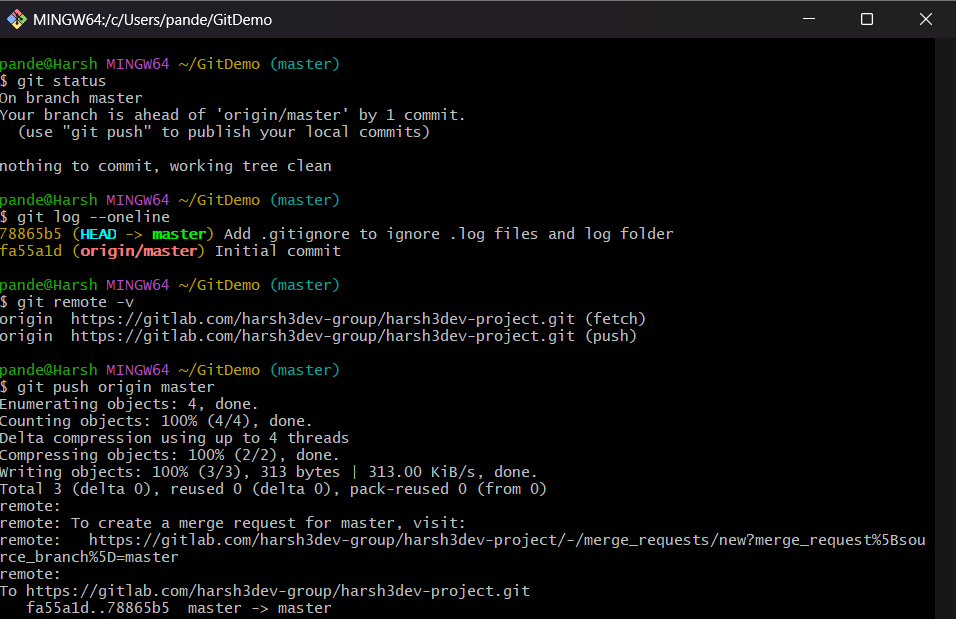 MINGW64:/c/Users/pande/GitDemo
pande@Harsh MINGW64 ~/GitDemo (master)
$ git status
On branch master
Your branch is ahead of 'origin/master' by 1 commit.
  (use "git push" to publish your local commits)
nothing to commit, working tree clean
pande@Harsh MINGW64 ~/GitDemo (master)
$ git log --oneline
78865b5 (HEAD -> master) Add .gitignore to ignore .log files and log folder
fa55a1d (origin/master) Initial commit
pande@Harsh MINGW64 ~/GitDemo (master)
$ git remote -v
origin  https://gitlab.com/harsh3dev-group/harsh3dev-project.git (fetch)
origin  https://gitlab.com/harsh3dev-group/harsh3dev-project.git (push)
pande@Harsh MINGW64 ~/GitDemo (master)
$ git push origin master
Enumerating objects: 4, done.
Counting objects: 100% (4/4), done.
Delta compression using up to 4 threads
Compressing objects: 100% (2/2), done.
Writing objects: 100% (3/3), 313 bytes | 313.00 KiB/s, done.
Total 3 (delta 0), reused 0 (delta 0), pack-reused 0 (from 0)
remote:
remote: To create a merge request for master, visit:
remote:   https://gitlab.com/harsh3dev-group/harsh3dev-project/-/merge_requests/new?merge_request%5Bsou
rce_branch%5D=master
remote:
To https://gitlab.com/harsh3dev-group/harsh3dev-project.git
   fa55a1d..78865b5  master -> master